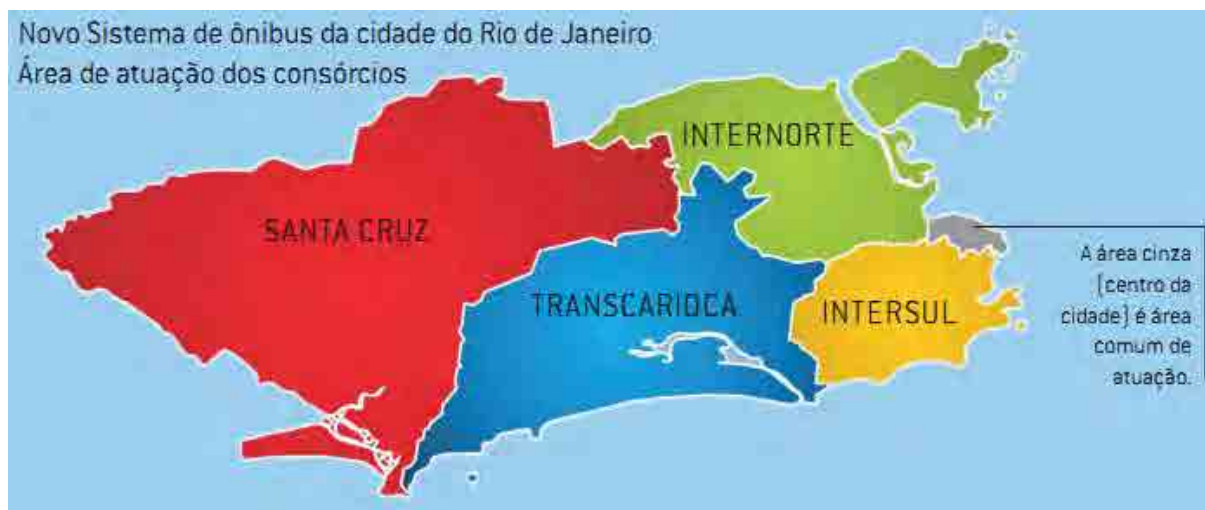 Novo Sistema de ônibus da cidade do Rio de Janeiro
Área de atuação dos consórcios
INTERNORTE
SANTA CRUZ
TRANSCARIOCA
INTERSUL
A área cinza
(centro da
cidade) é área
comum de
atuação.